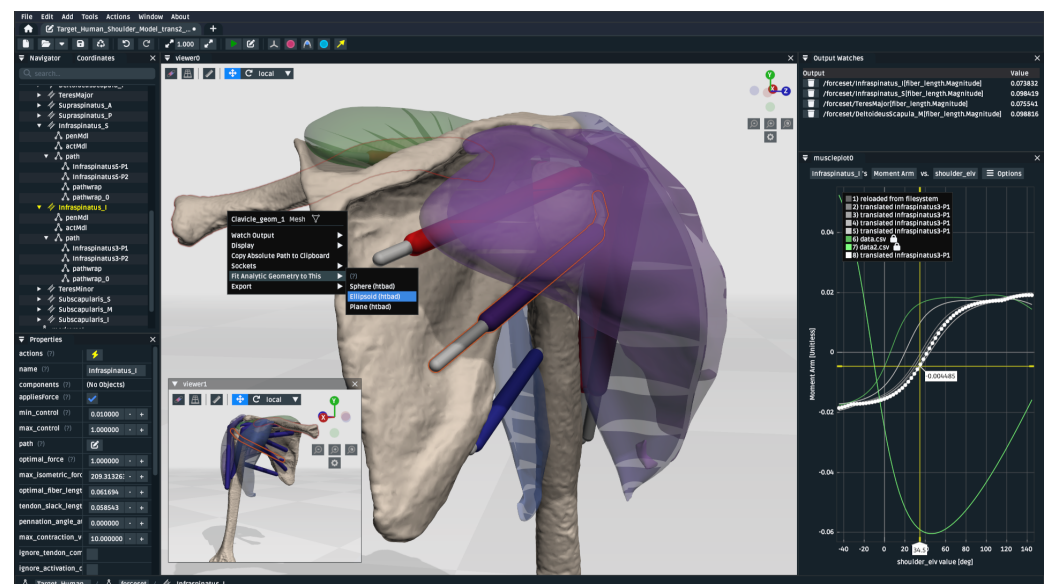 File Edit Add Tools Actions Window About
Target_Human_Shoulder_Model_trans2_...
1.000
Navigator Coordinates
search...
TeresMajor
Supraspinatus_A
Supraspinatus_P
Infraspinatus_S
penMdl
actMdl
path
InfraspinatusS-P1
InfraspinatusS-P2
pathwrap
pathwrap_0
Infraspinatus_I
penMdl
actMdl
path
Infraspinatus3-P1
Infraspinatus3-P2
pathwrap
pathwrap_0
TeresMinor
Subscapularis_S
Subscapularis_M
Subscapularis_I
Properties
actions (?)
name (?) Infraspinatus_I
components (?) (No Objects)
appliesForce (?)
min_control (?) 0.010000 - +
max_control (?) 1.000000 - +
path (?)
optimal_force (?) 1.000000 - +
max_isometric_forc 209.31326: - +
optimal_fiber_lengt 0.061694 - +
tendon_slack_lengt 0.058543 - +
pennation_angle_a 0.000000 - +
max_contraction_v 10.000000 - +
ignore_tendon_com
ignore_activation_c
Target_Human_ forceset Infraspinatus_I
viewer0
local
Y
Z
Clavicle_geom_1 Mesh
Watch Output
Display
Copy Absolute Path to Clipboard
Sockets
Fit Analytic Geometry to This
Export
(?)
Sphere (htbad)
Ellipsoid (htbad)
Plane (htbad)
viewer1
local
Y
X
Output Watches
Output Value
/forceset/Infraspinatus_I[fiber_length.Magnitude] 0.073832
/forceset/Infraspinatus_S[fiber_length.Magnitude] 0.098419
/forceset/TeresMajor[fiber_length.Magnitude] 0.075541
/forceset/DeltoideusScapula_M[fiber_length.Magnitude] 0.098816
muscleplot0
Infraspinatus_I 's Moment Arm vs. shoulder_elv Options
1) reloaded from filesystem
2) translated Infraspinatus3-P1
3) translated Infraspinatus3-P1
4) translated Infraspinatus3-P1
5) translated Infraspinatus3-P1
6) data.csv
7) data2.csv
8) translated Infraspinatus3-P1
0.04
0.02
0
-0.02
-0.04
-0.06
Moment Arm [Unitless]
-0.004485
-40 -20 0 20 34.5 60 80 100 120 140
shoulder_elv value [deg]